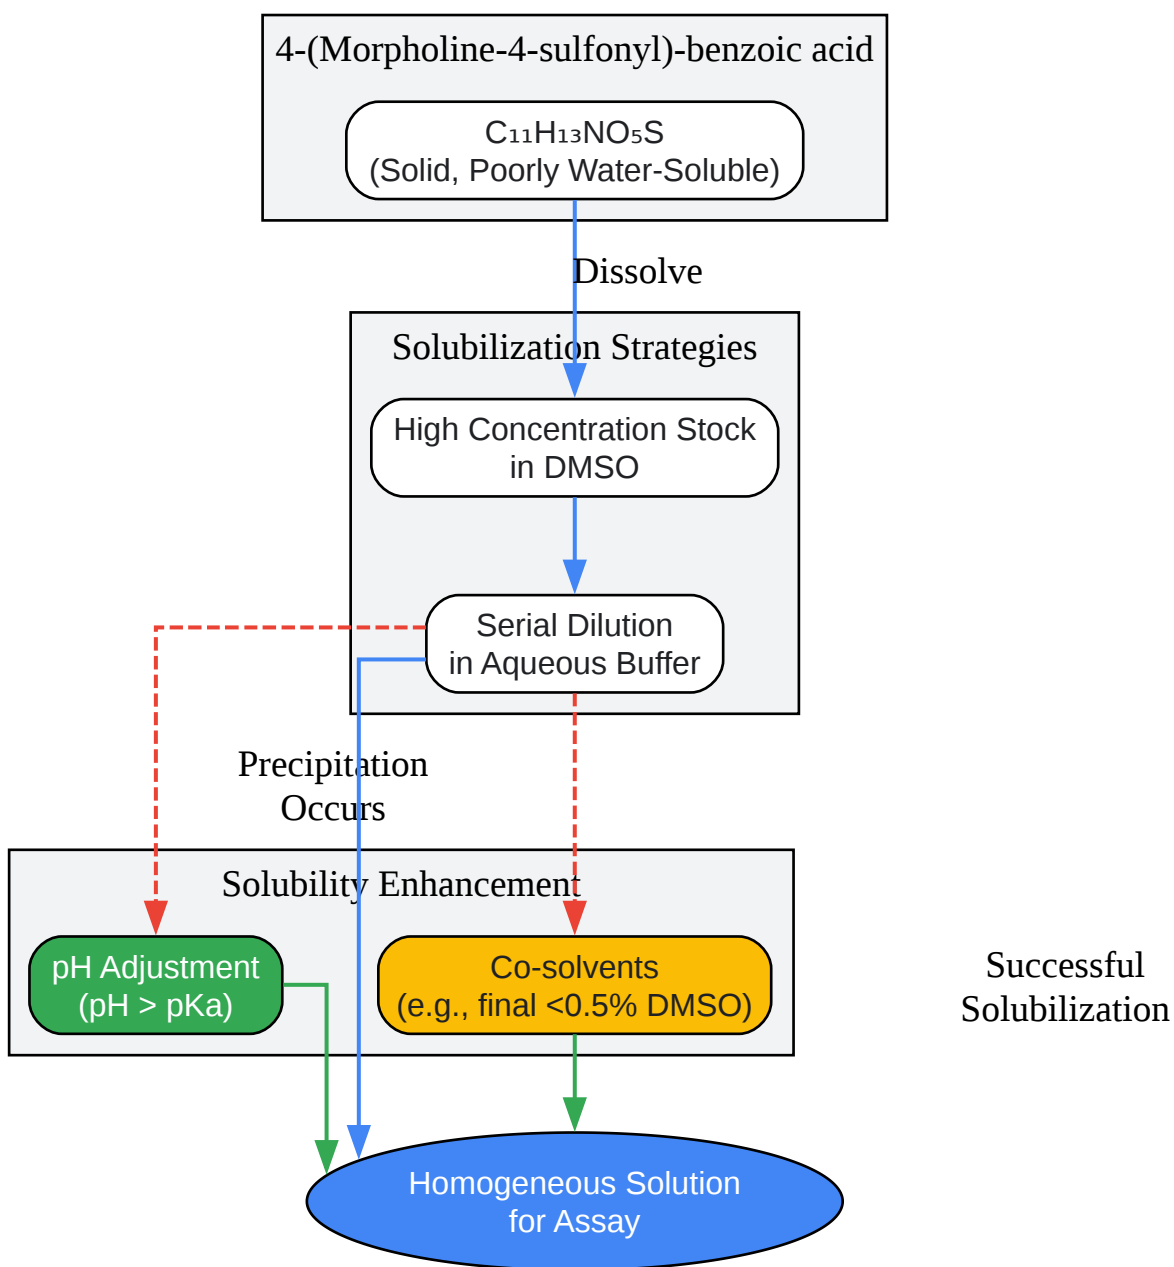 4-(Morpholine-4-sulfonyl)-benzoic acid
C₁₁H₁₃NO₅S
(Solid, Poorly Water-Soluble)
Dissolve
Solubilization Strategies
High Concentration Stock
in DMSO
Serial Dilution
in Aqueous Buffer
Precipitation
Occurs
Solubility Enhancement
pH Adjustment
(pH > pKa)
Co-solvents
(e.g., final <0.5% DMSO)
Successful
Solubilization
Homogeneous Solution
for Assay